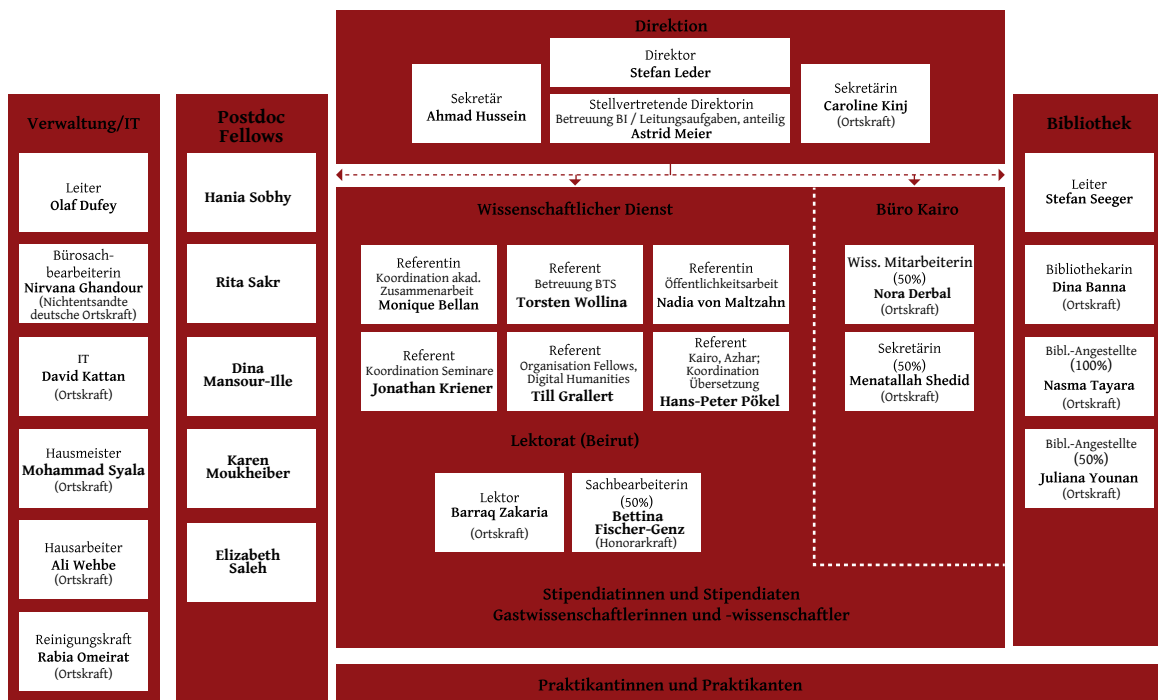 Direktion
Direktor
Stefan Leder
Sekretär
Ahmad Hussein
Stellvertretende Direktorin
Betreuung BI / Leitungsaufgaben, anteilig
Astrid Meier
Sekretärin
Caroline Kinj
(Ortskraft)
Verwaltung/IT
Leiter
Olaf Dufey
Bürosach-
bearbeiterin
Nirvana Ghandour
(Nichtentsandte
deutsche Ortskraft)
IT
David Kattan
(Ortskraft)
Hausmeister
Mohammad Syala
(Ortskraft)
Hausarbeiter
Ali Wehbe
(Ortskraft)
Reinigungskraft
Rabia Omeirat
(Ortskraft)
Postdoc
Fellows
Hania Sobhy
Rita Sakr
Dina
Mansour-Ille
Karen
Moukheiber
Elizabeth
Saleh
Wissenschaftlicher Dienst
Referentin
Koordination akad.
Zusammenarbeit
Monique Bellan
Referent
Betreuung BTS
Torsten Wollina
Referentin
Öffentlichkeitsarbeit
Nadia von Maltzahn
Referent
Koordination Seminare
Jonathan Kriener
Referent
Organisation Fellows,
Digital Humanities
Till Grallert
Referent
Kairo, Azhar;
Koordination
Übersetzung
Hans-Peter Pökel
Lektorat (Beirut)
Lektor
Barraq Zakaria
(Ortskraft)
Sachbearbeiterin
(50%)
Bettina
Fischer-Genz
(Honorarkraft)
Stipendiatinnen und Stipendiaten
Gastwissenschaftlerinnen und -wissenschaftler
Büro Kairo
Wiss. Mitarbeiterin
(50%)
Nora Derbal
(Ortskraft)
Sekretärin
(50%)
Menatallah Shedid
(Ortskraft)
Bibliothek
Leiter
Stefan Seeger
Bibliothekarin
Dina Banna
(Ortskraft)
Bibl.-Angestellte
(100%)
Nasma Tayara
(Ortskraft)
Bibl.-Angestellte
(50%)
Juliana Younan
(Ortskraft)
Praktikantinnen und Praktikanten